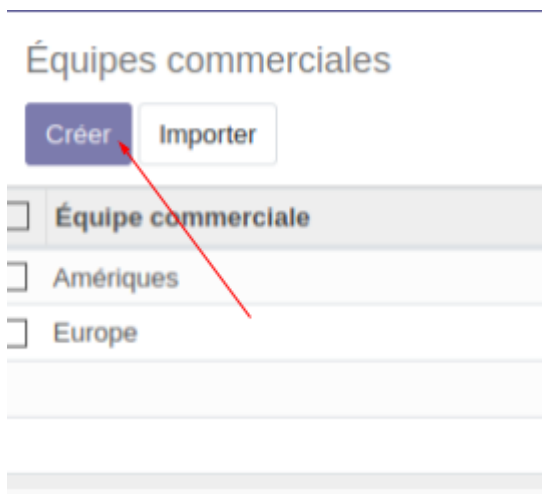 Équipes commerciales
Créer Importer
Équipe commerciale
Amériques
Europe